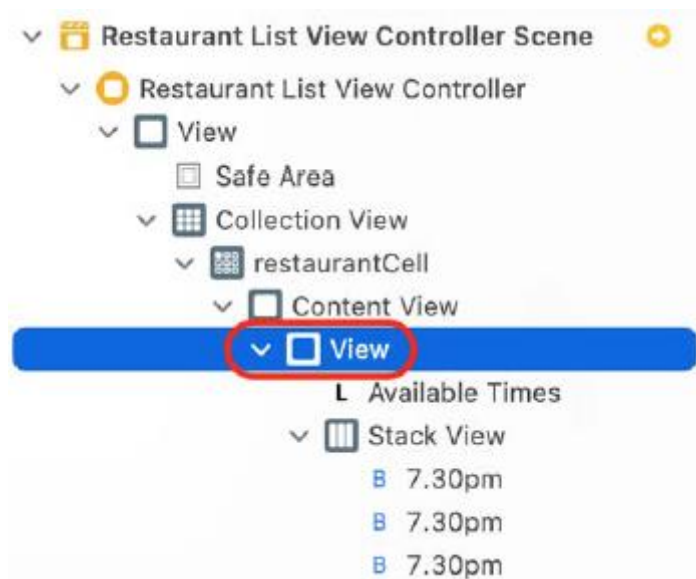 Restaurant List View Controller Scene
Restaurant List View Controller
View
Safe Area
Collection View
restaurantCell
Content View
View
L Available Times
Stack View
B 7.30pm
B 7.30pm
B 7.30pm